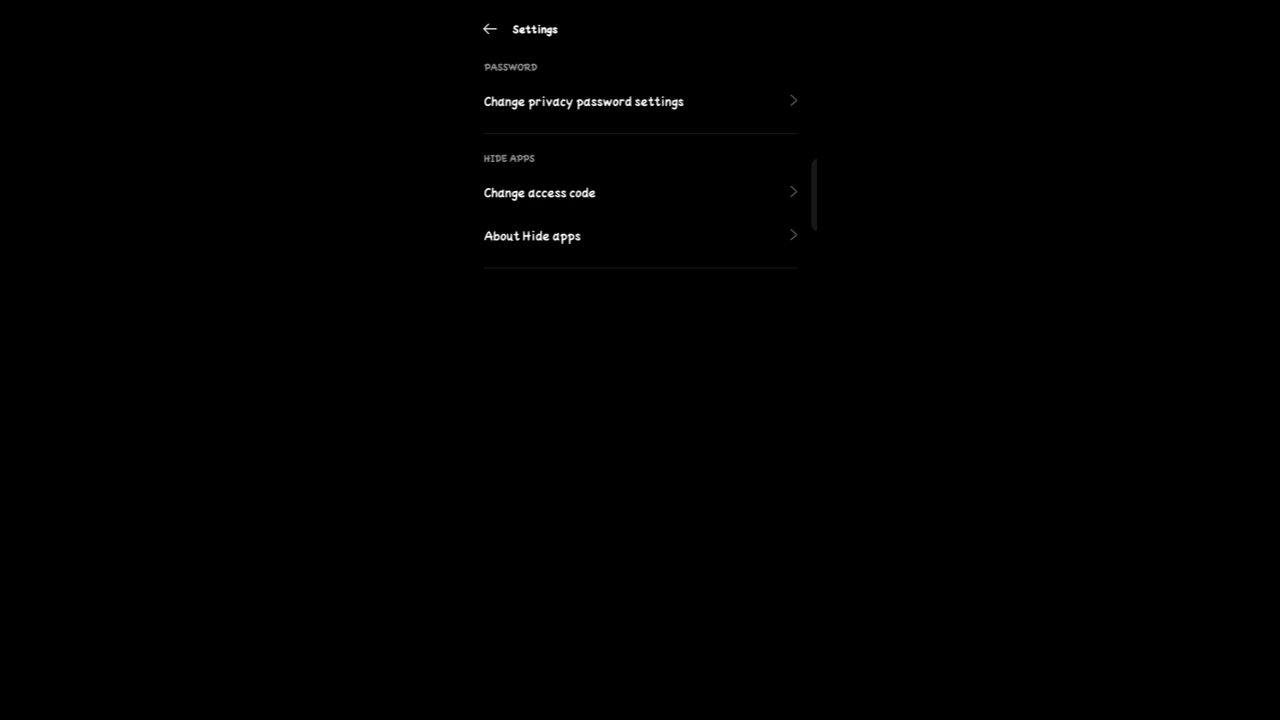 Settings
PASSWORD
Change privacy password settings
HIDE APPS
Change access code
About Hide apps